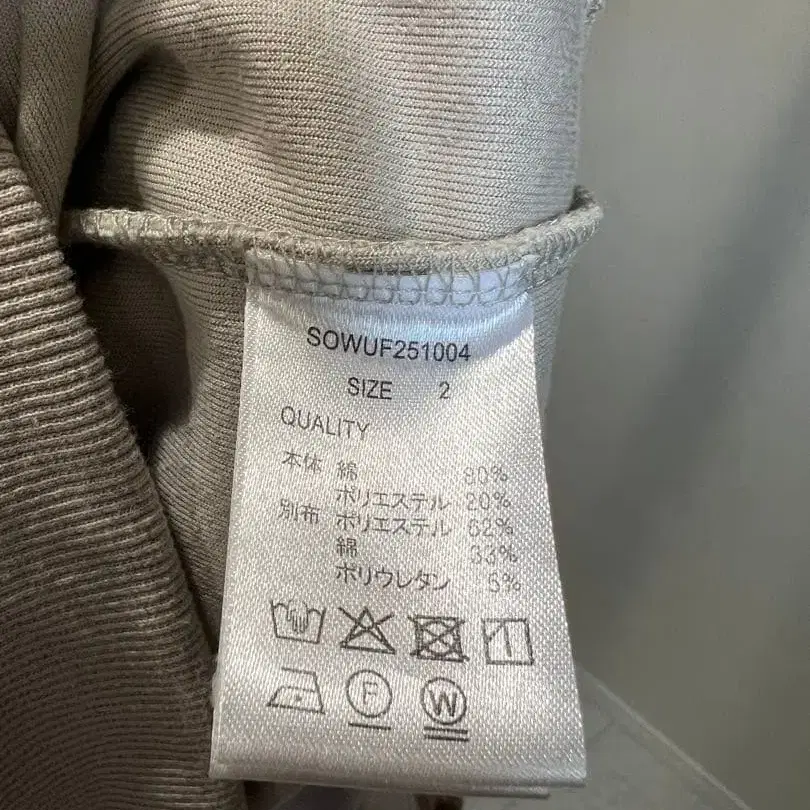 SOWUF251004
SIZE 2
QUALITY
本体 綿 80%
ポリエステル 20%
別布 ポリエステル 62%
綿 33%
ポリウレタン 5%
F
W